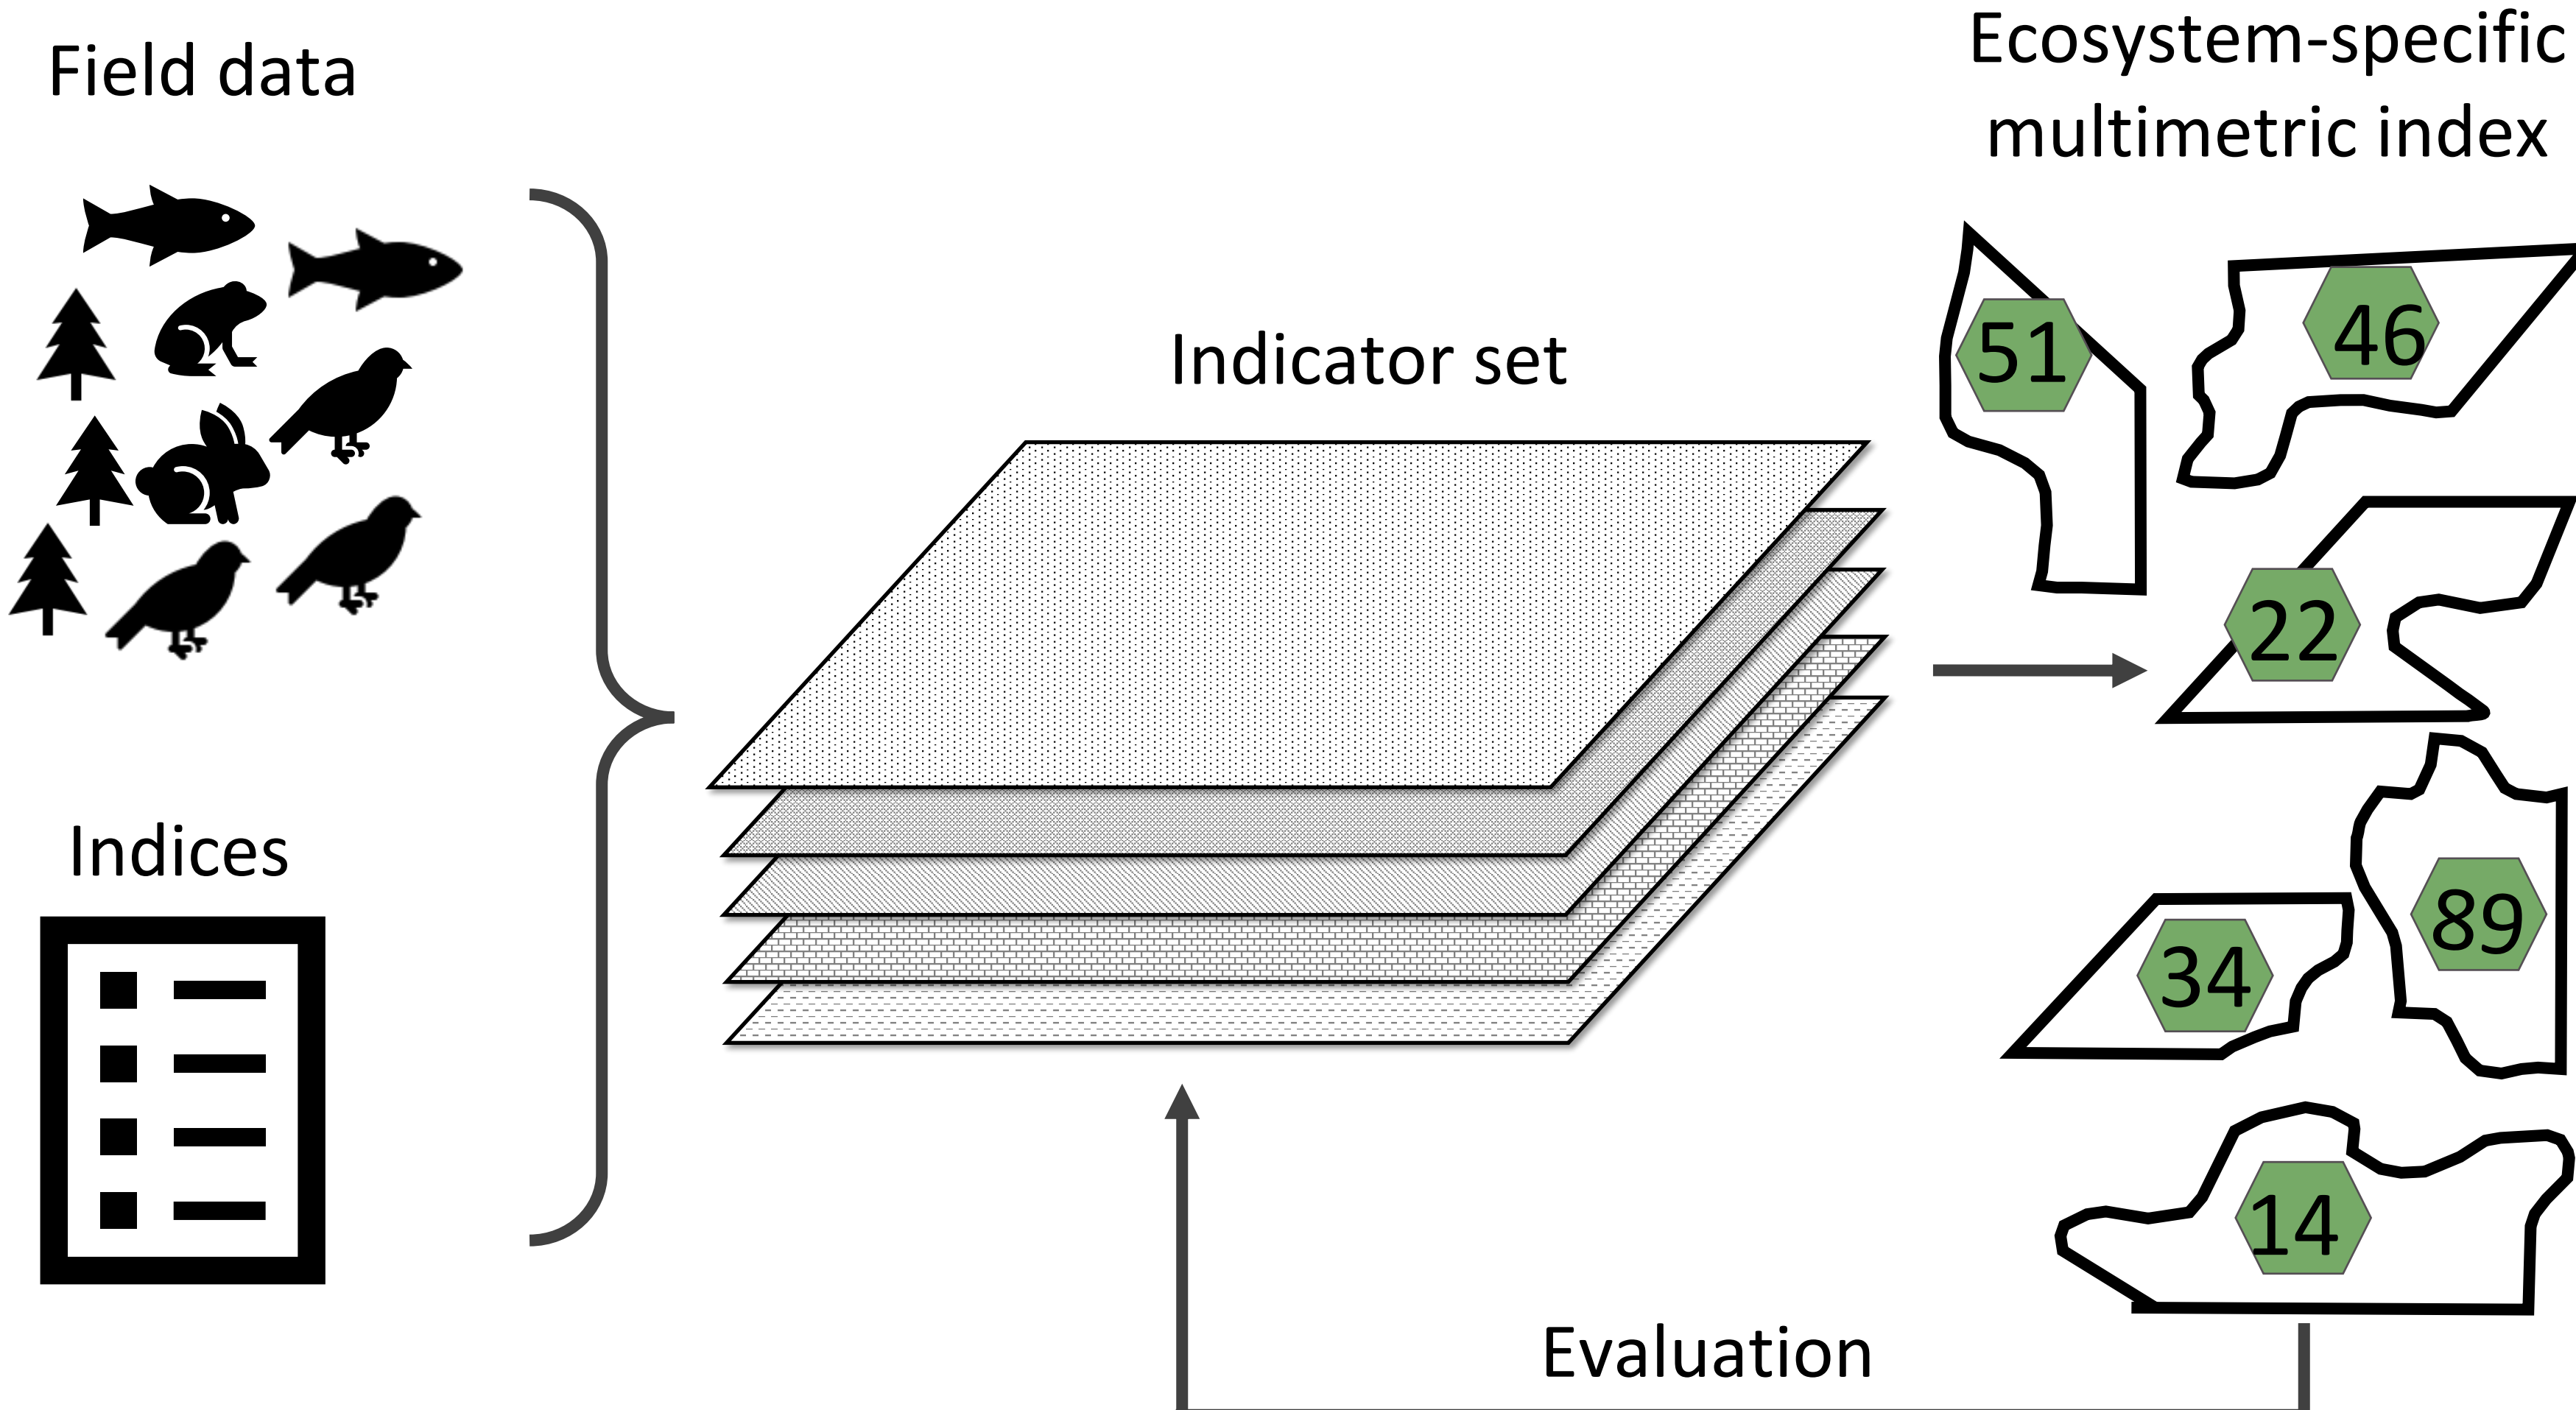 Field data
Ecosystem-specific
multimetric index
Indicator set
51
46
22
Indices
34
89
14
Evaluation